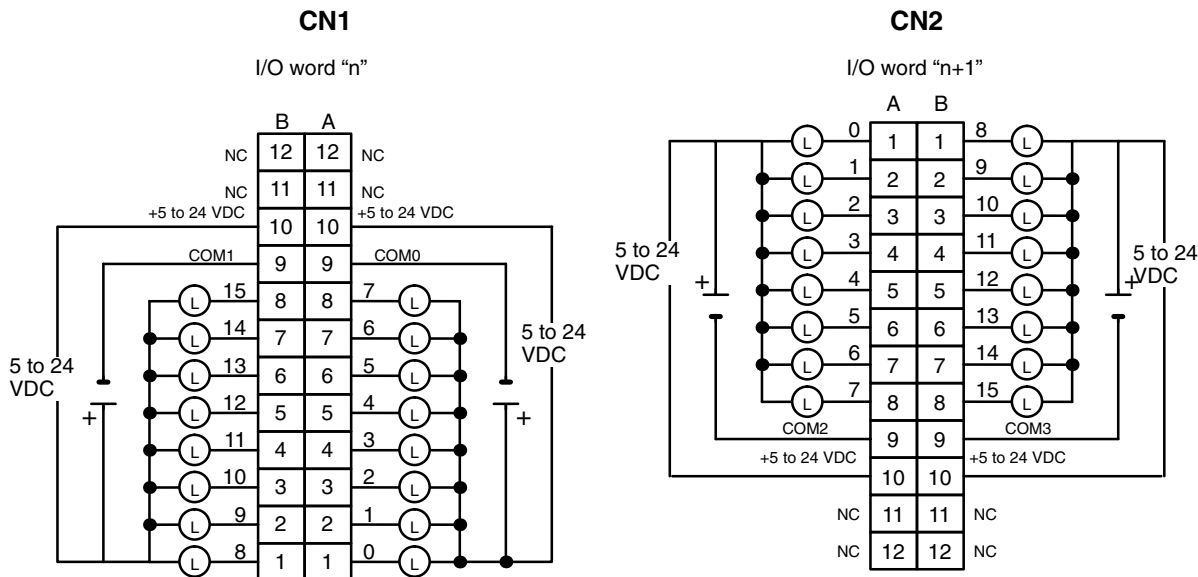 CN1
I/O word “n”
B A
NC 12 12 NC
NC 11 11 NC
+5 to 24 VDC 10 10 +5 to 24 VDC
COM1 9 9 COM0
L 15 8 8 7 L
L 14 7 7 6 L
L 13 6 6 5 L
L 12 5 5 4 L
L 11 4 4 3 L
L 10 3 3 2 L
L 9 2 2 1 L
L 8 1 1 0 L
5 to 24
VDC
+
5 to 24
VDC
+
CN2
I/O word “n+1”
A B
L 0 1 1 8 L
L 1 2 2 9 L
L 2 3 3 10 L
L 3 4 4 11 L
L 4 5 5 12 L
L 5 6 6 13 L
L 6 7 7 14 L
L 7 8 8 15 L
COM2 9 9 COM3
+5 to 24 VDC 10 10 +5 to 24 VDC
NC 11 11 NC
NC 12 12 NC
5 to 24
VDC
+
5 to 24
VDC
+